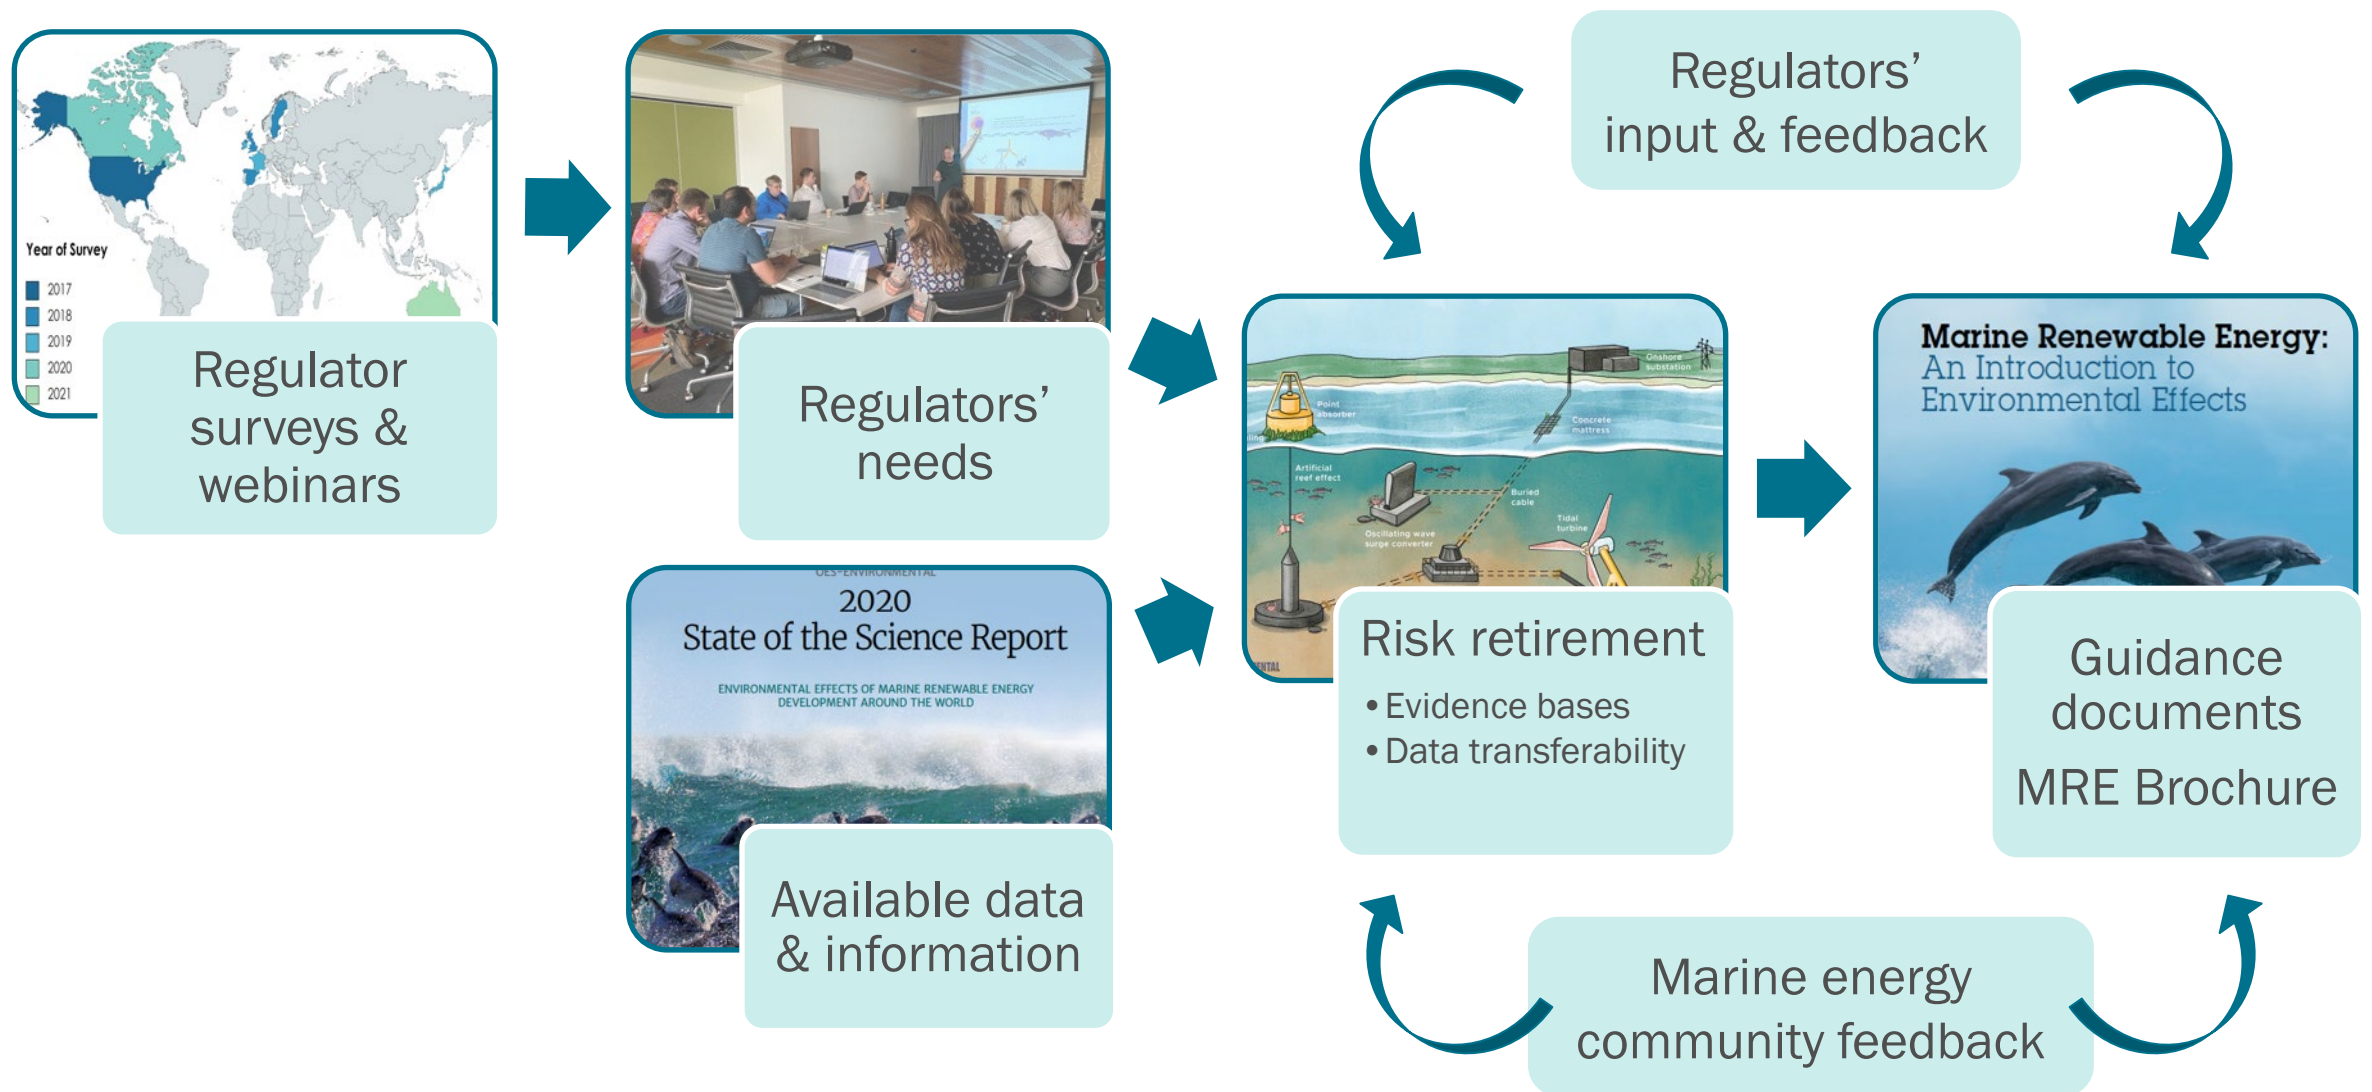 Year of Survey
2017
2018
2019
2020
2021
Regulator
surveys &
webinars
Regulators’
needs
OES-ENVIRONMENTAL
2020
State of the Science Report
ENVIRONMENTAL EFFECTS OF MARINE RENEWABLE ENERGY
DEVELOPMENT AROUND THE WORLD
Available data
& information
Regulators’
input & feedback
Onshore
substation
Point
absorber
Concrete
mattress
Artificial
reef effect
Buried
cable
Tidal
turbine
Oscillating wave
surge converter
Risk retirement
• Evidence bases
• Data transferability
Marine Renewable Energy:
An Introduction to
Environmental Effects
Guidance
documents
MRE Brochure
Marine energy
community feedback